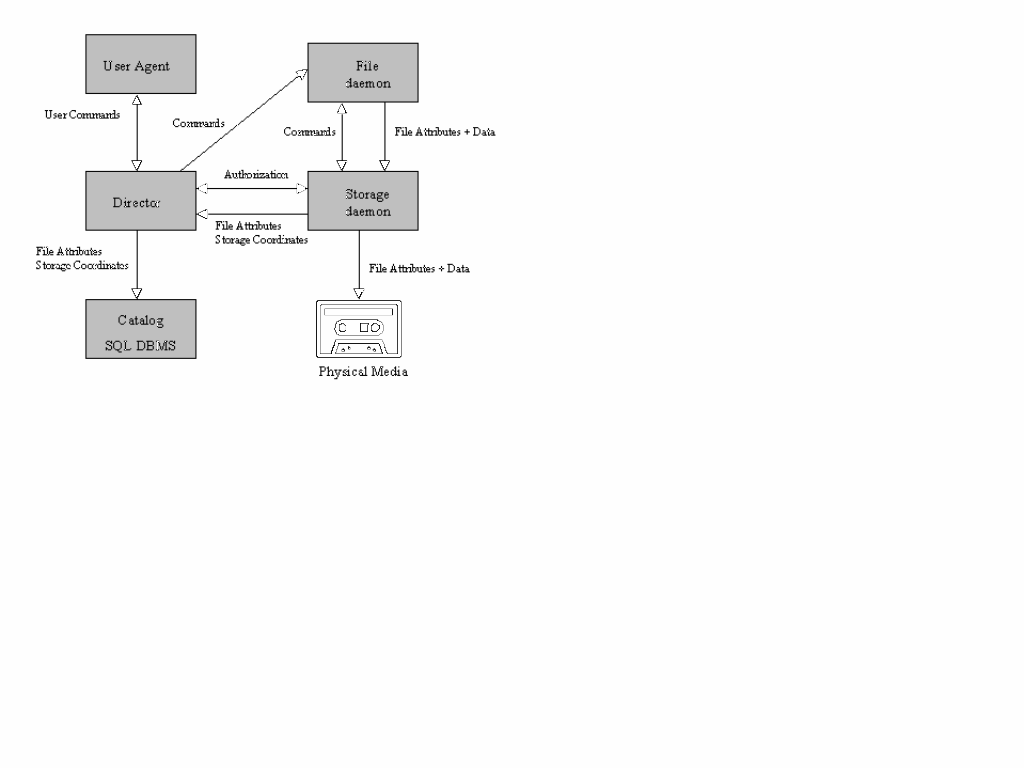 User Agent
File
daemon
User Commands
Commands
Commands
File Attributes + Data
Authorization
Director
Storage
daemon
File Attributes
Storage Coordinates
File Attributes
Storage Coordinates
File Attributes + Data
Catalog
SQL DBMS
Physical Media